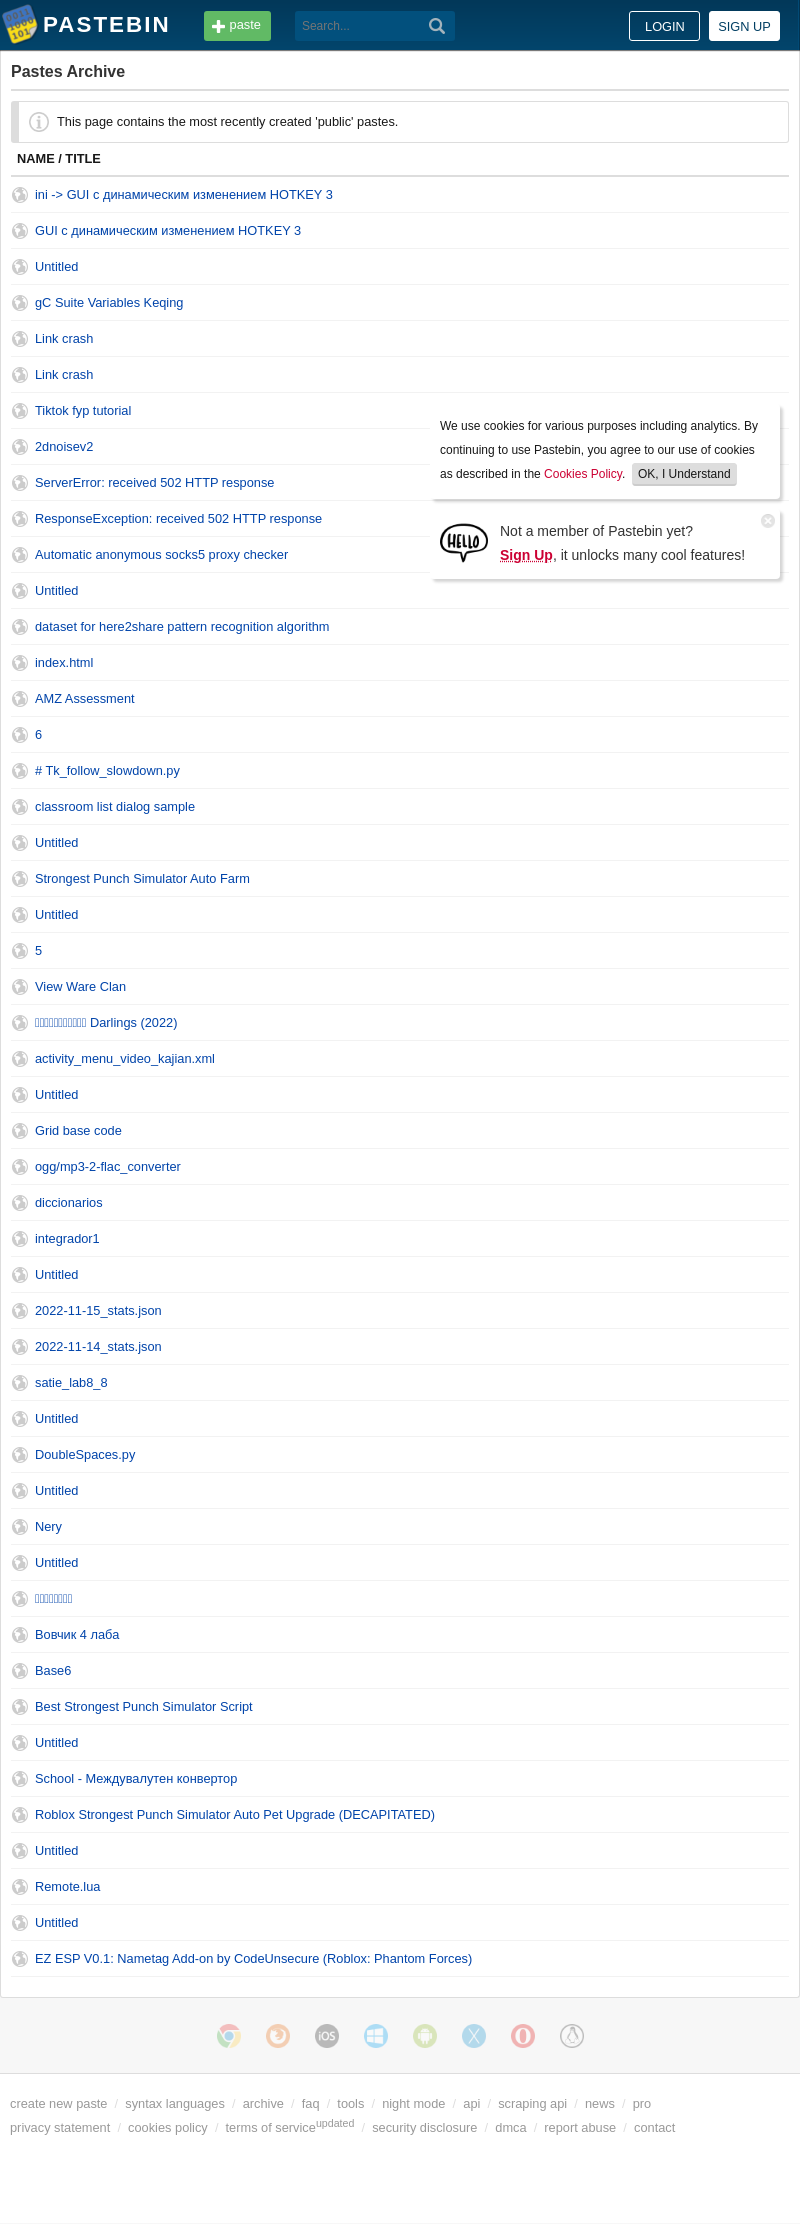 PASTEBIN
paste
Search...
LOGIN
SIGN UP
Pastes Archive
This page contains the most recently created 'public' pastes.
NAME / TITLE
ini -> GUI с динамическим изменением HOTKEY 3
GUI с динамическим изменением HOTKEY 3
Untitled
gC Suite Variables Keqing
Link crash
Link crash
Tiktok fyp tutorial
2dnoisev2
ServerError: received 502 HTTP response
ResponseException: received 502 HTTP response
Automatic anonymous socks5 proxy checker
We use cookies for various purposes including analytics. By
continuing to use Pastebin, you agree to our use of cookies
as described in the Cookies Policy. OK, I Understand
HELLO
Not a member of Pastebin yet?
Sign Up, it unlocks many cool features!
Untitled
dataset for here2share pattern recognition algorithm
index.html
AMZ Assessment
6
# Tk_follow_slowdown.py
classroom list dialog sample
Untitled
Strongest Punch Simulator Auto Farm
Untitled
5
View Ware Clan
Darlings (2022)
activity_menu_video_kajian.xml
Untitled
Grid base code
ogg/mp3-2-flac_converter
diccionarios
integrador1
Untitled
2022-11-15_stats.json
2022-11-14_stats.json
satie_lab8_8
Untitled
DoubleSpaces.py
Untitled
Nery
Untitled
Вовчик 4 лаба
Base6
Best Strongest Punch Simulator Script
Untitled
School - Междувалутен конвертор
Roblox Strongest Punch Simulator Auto Pet Upgrade (DECAPITATED)
Untitled
Remote.lua
Untitled
EZ ESP V0.1: Nametag Add-on by CodeUnsecure (Roblox: Phantom Forces)
iOS
create new paste / syntax languages / archive / faq / tools / night mode / api / scraping api / news / pro
privacy statement / cookies policy / terms of service updated / security disclosure / dmca / report abuse / contact